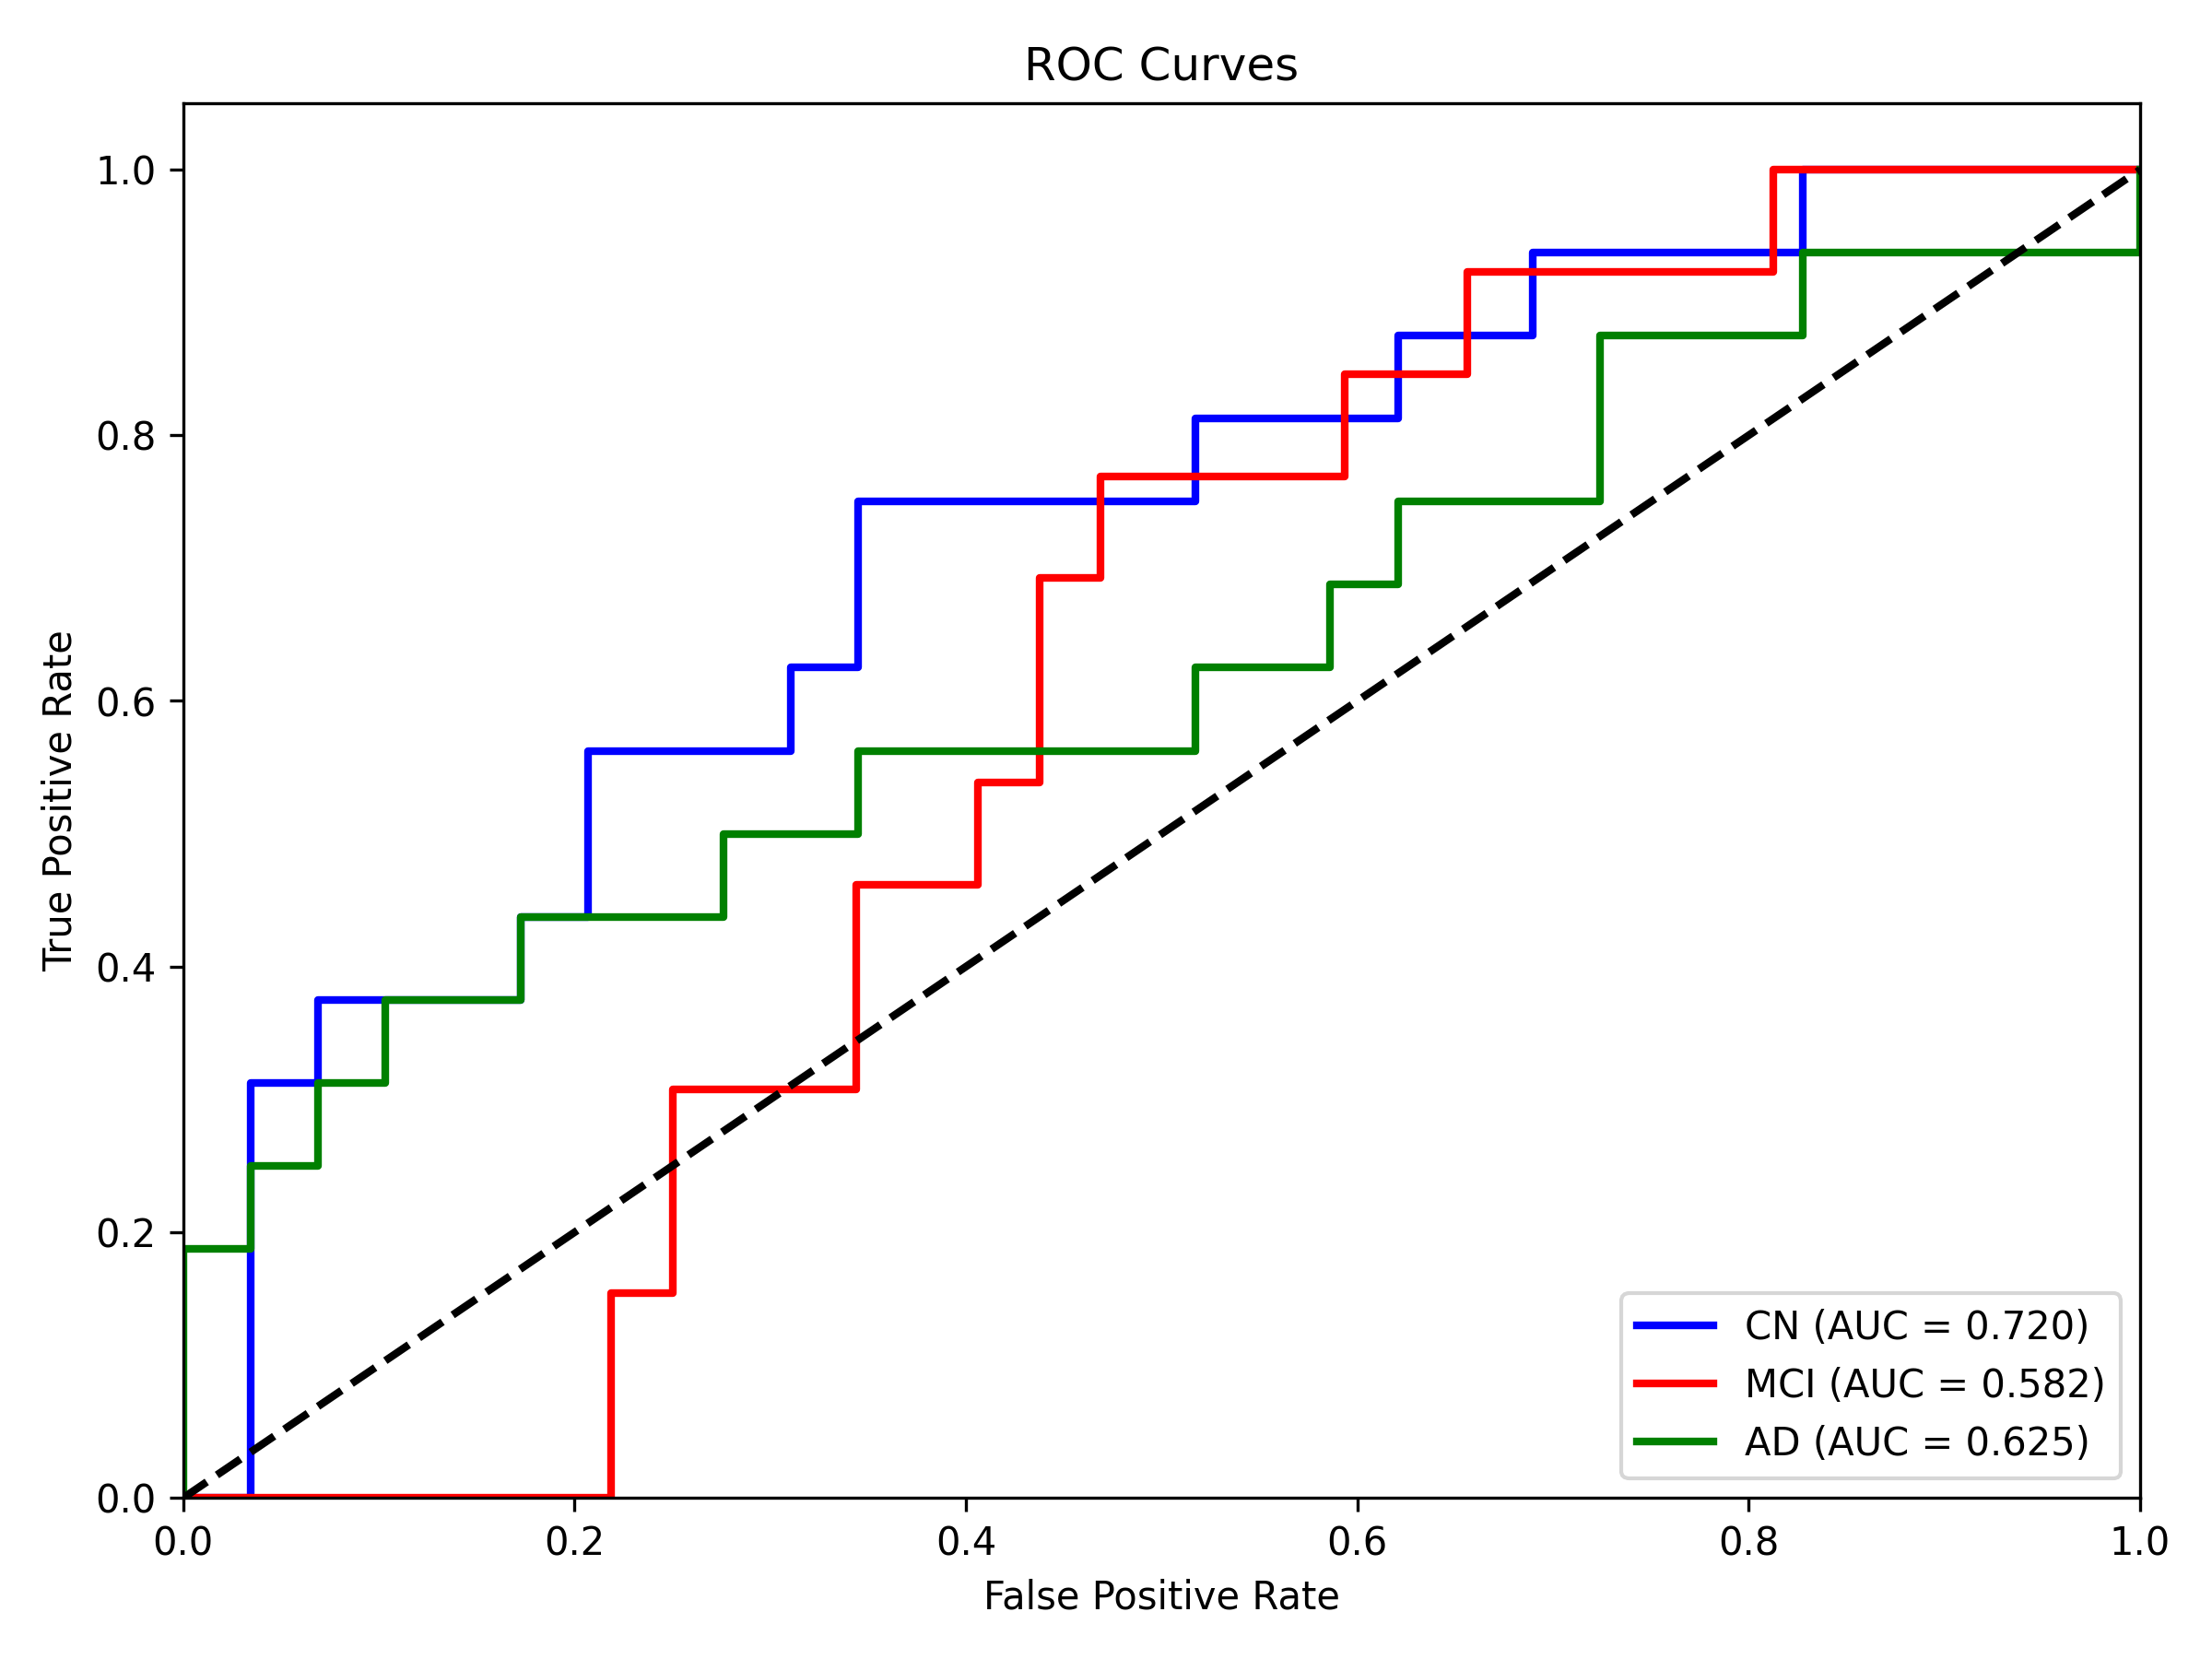 ROC Curves
True Positive Rate
1.0
0.8
0.6
0.4
0.2
0.0
0.0 0.2 0.4 0.6 0.8 1.0
False Positive Rate
CN (AUC = 0.720)
MCI (AUC = 0.582)
AD (AUC = 0.625)